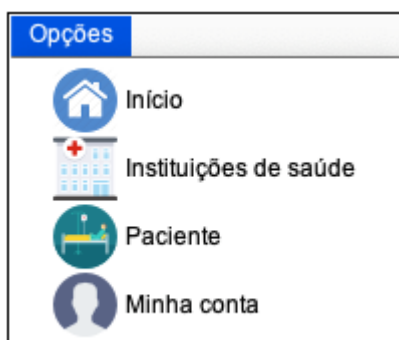 Opções
Início
Instituições de saúde
Paciente
Minha conta